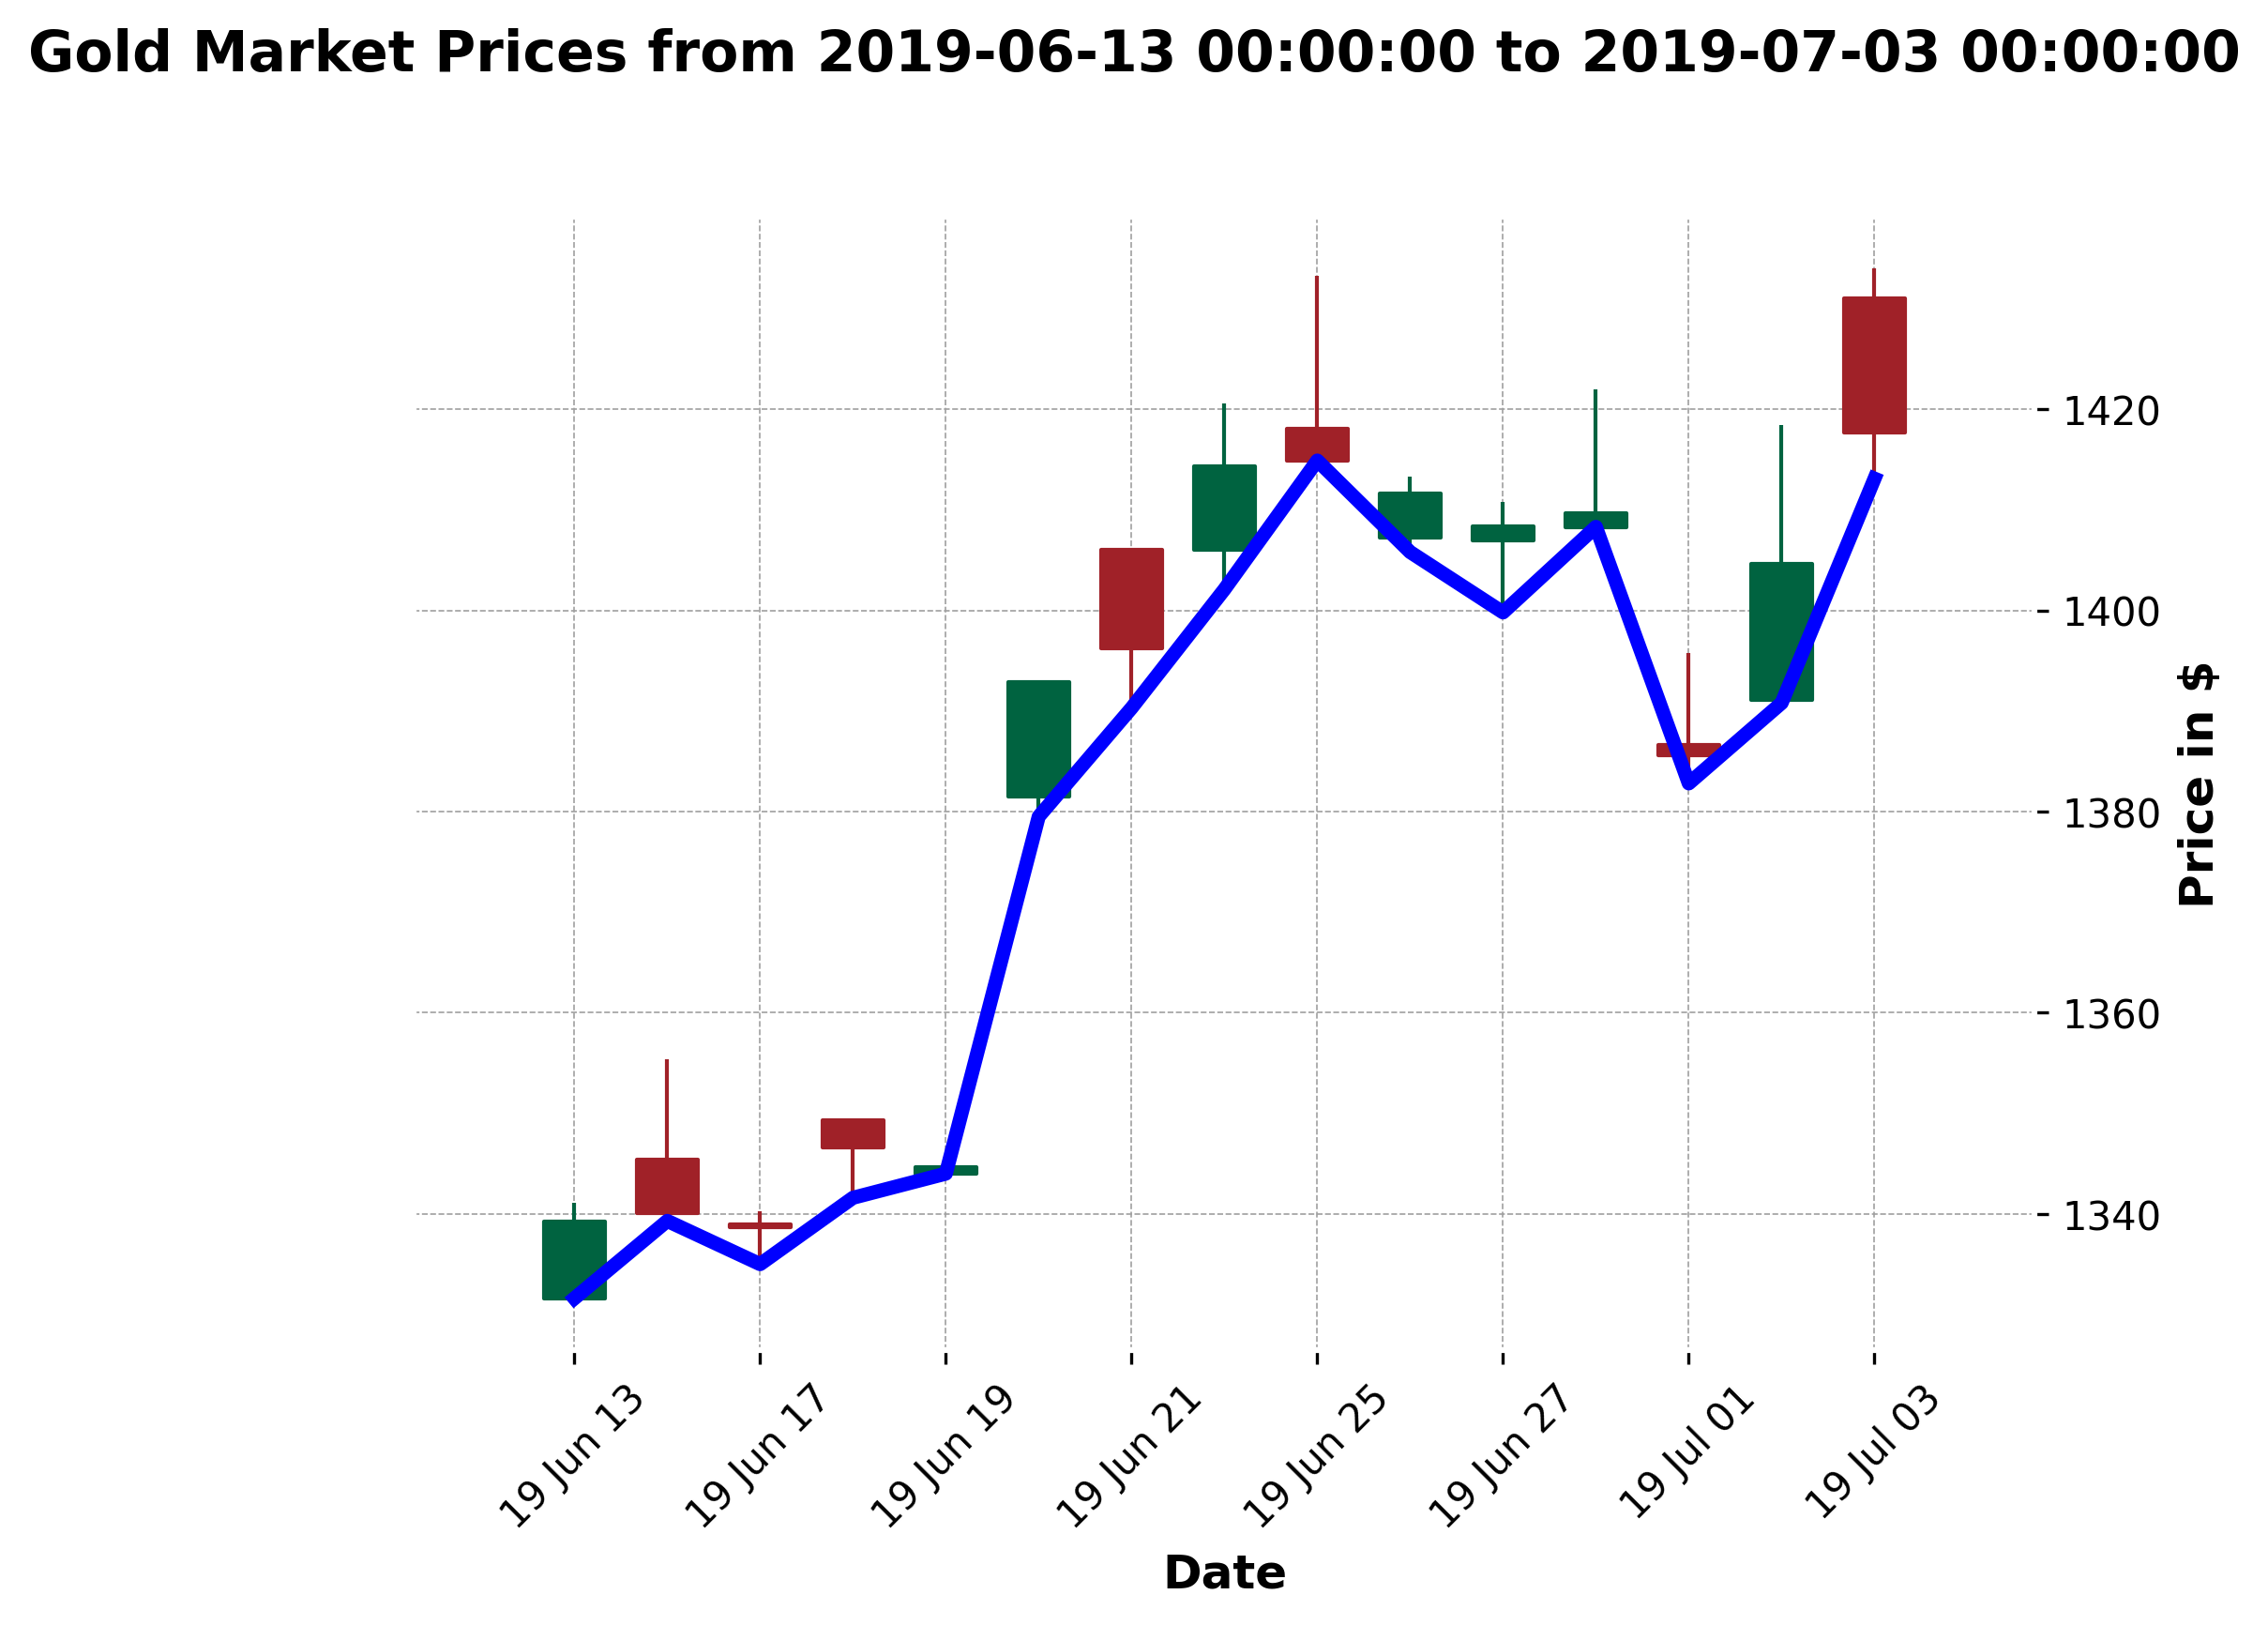 Gold Market Prices from 2019-06-13 00:00:00 to 2019-07-03 00:00:00
1420
1400
1380
1360
1340
Price in $
19 Jun 13
19 Jun 17
19 Jun 19
19 Jun 21
19 Jun 25
19 Jun 27
19 Jul 01
19 Jul 03
Date